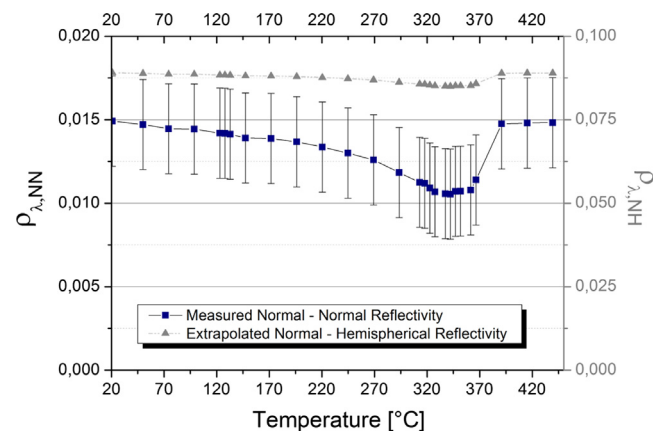 20 70 120 170 220 270 320 370 420
0,020 0,100
0,015 0,075
0,010 0,050
0,005 0,025
0,000 0,000
ρλ,NN
ρλ,NH
Measured Normal - Normal Reflectivity
Extrapolated Normal - Hemispherical Reflectivity
20 70 120 170 220 270 320 370 420
Temperature [°C]